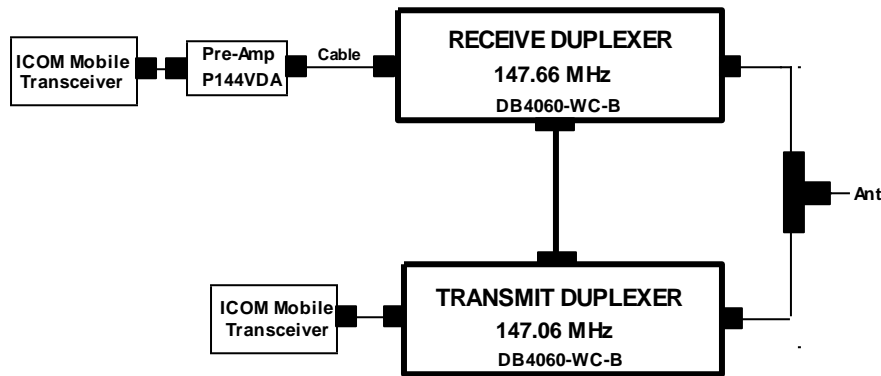 ICOM Mobile
Transceiver
Pre-Amp
P144VDA
Cable
RECEIVE DUPLEXER
147.66 MHz
DB4060-WC-B
Ant
ICOM Mobile
Transceiver
TRANSMIT DUPLEXER
147.06 MHz
DB4060-WC-B